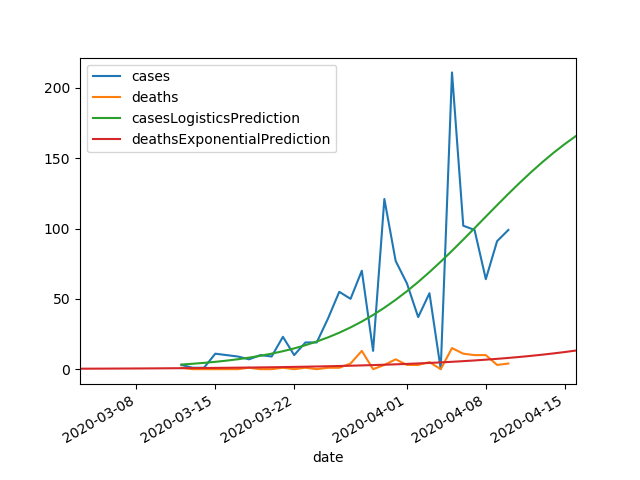 cases
deaths
casesLogisticsPrediction
deathsExponentialPrediction
200
150
100
50
0
2020-03-08
2020-03-15
2020-03-22
2020-04-01
2020-04-08
2020-04-15
date